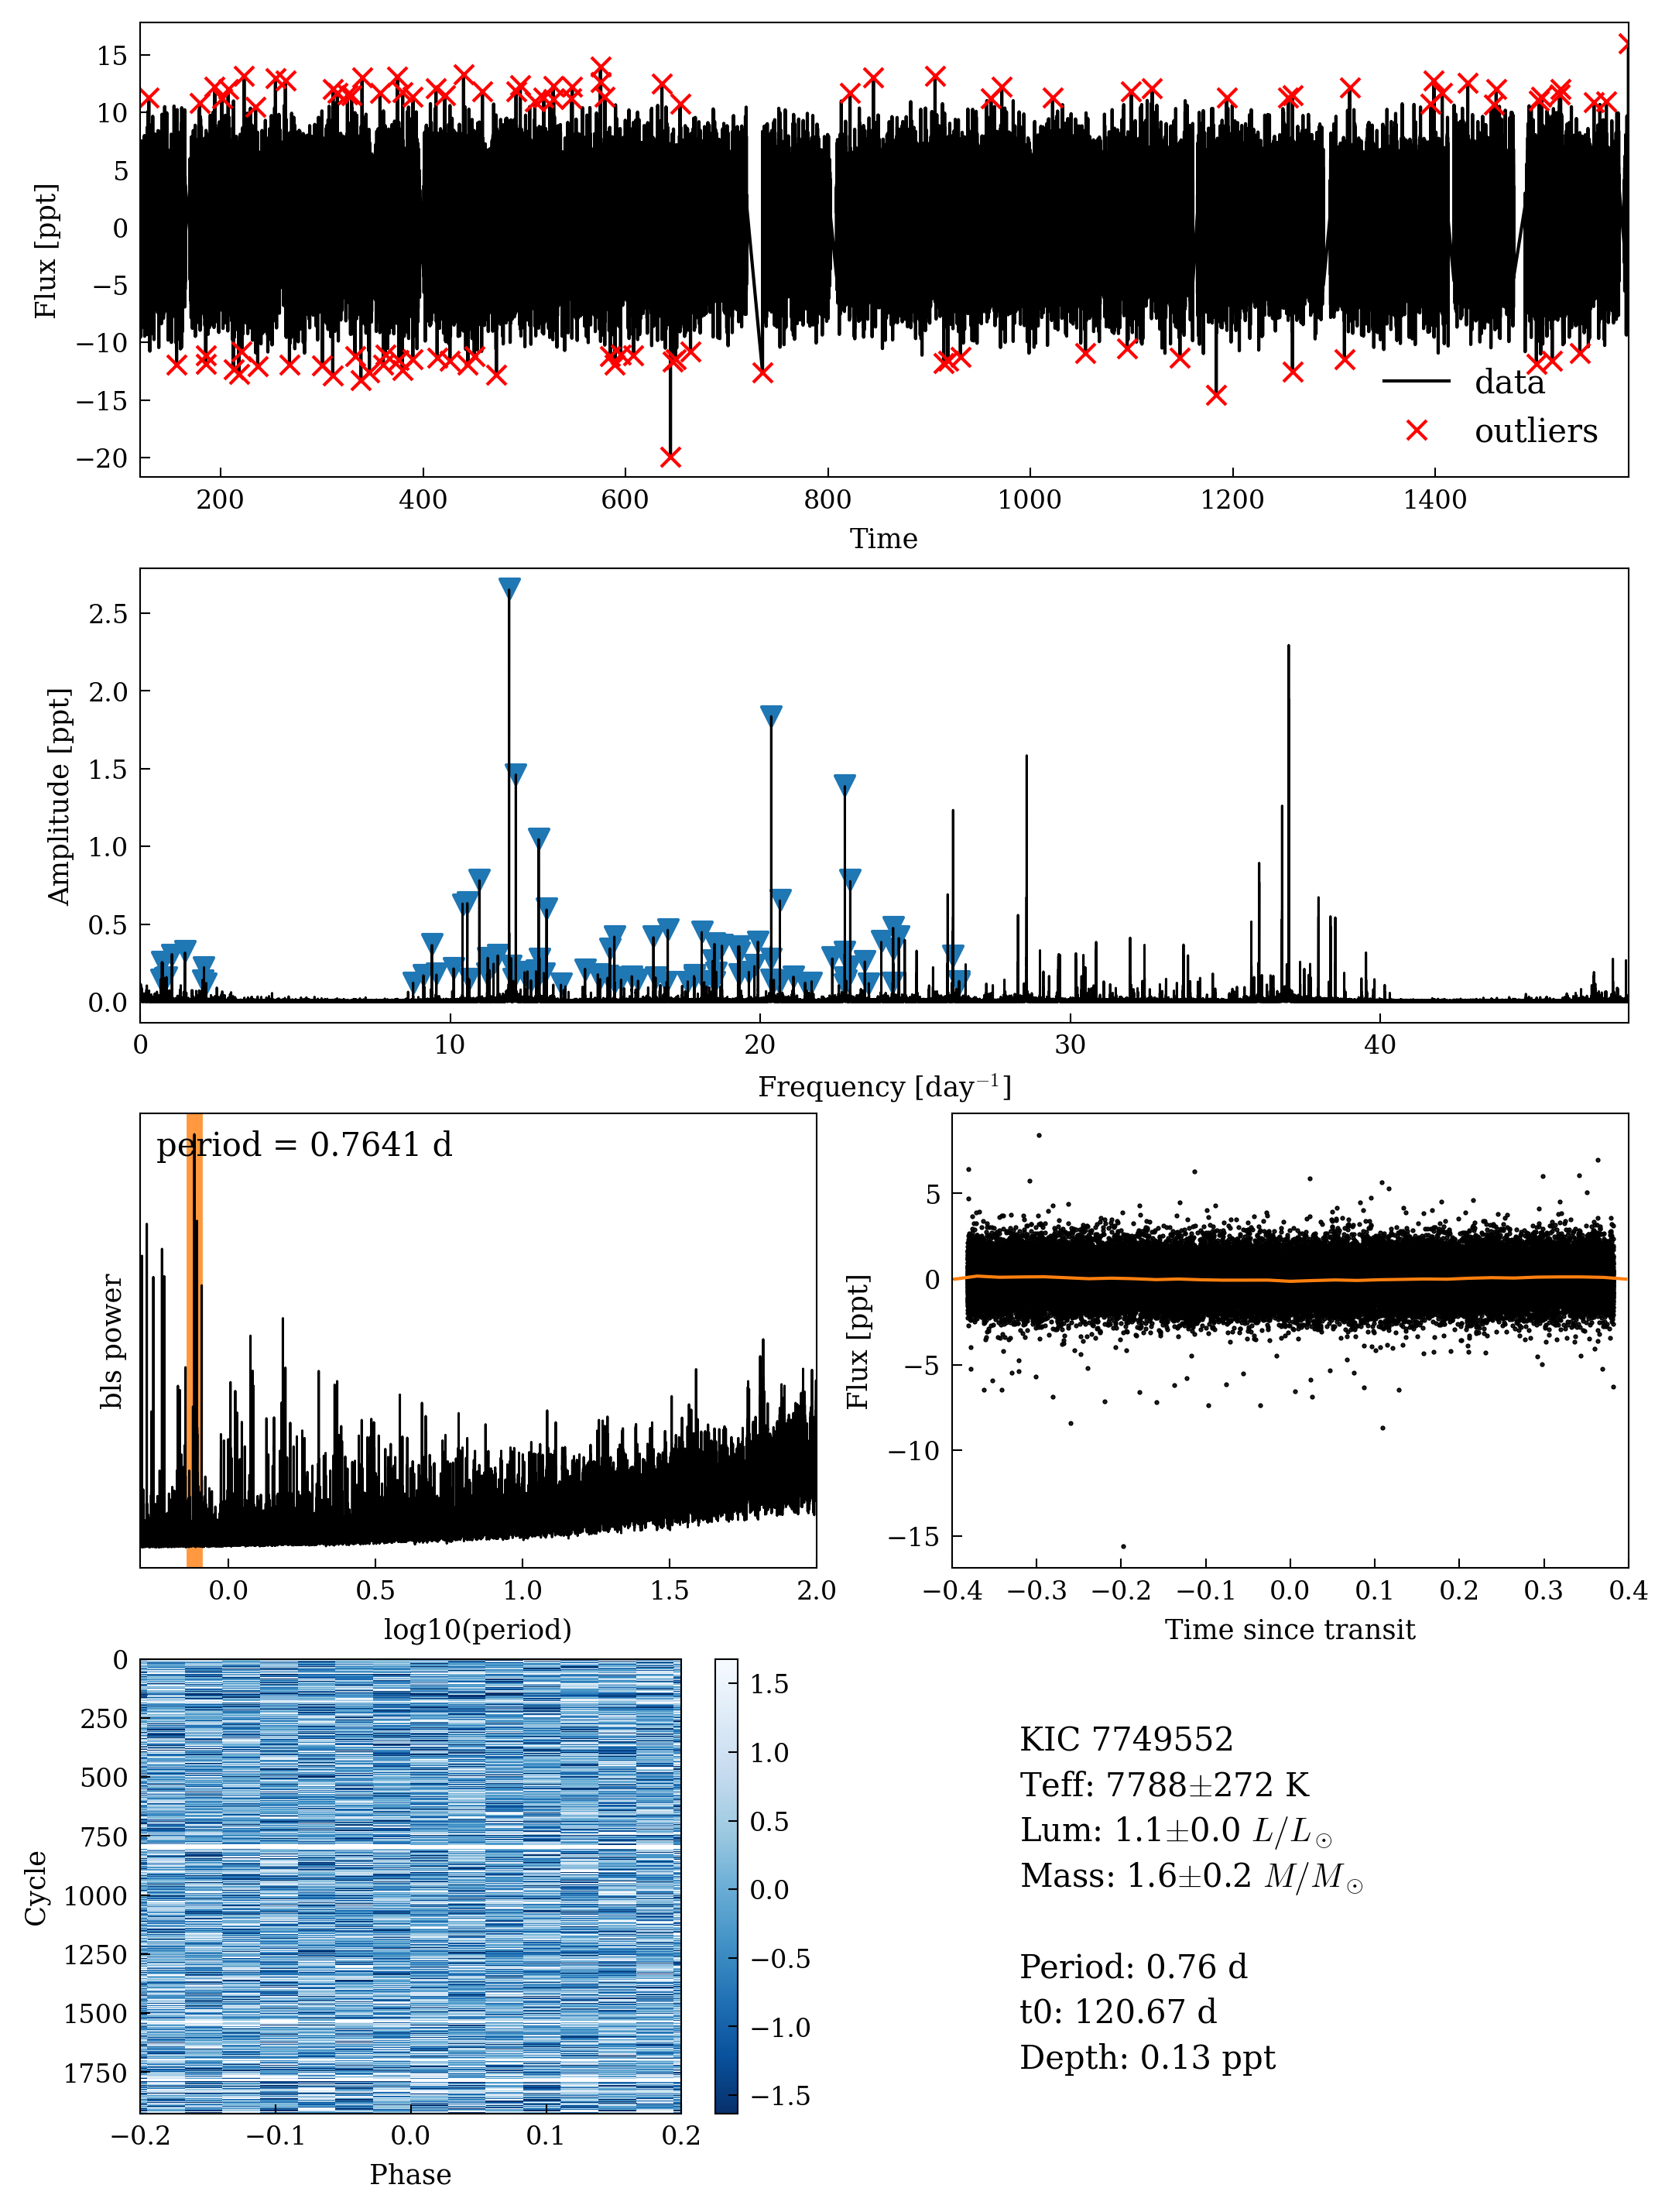 15
10
5
0
−5
−10
−15
−20
Flux [ppt]
data
outliers
200 400 600 800 1000 1200 1400
Time
2.5
2.0
1.5
1.0
0.5
0.0
Amplitude [ppt]
0 10 20 30 40
Frequency [day⁻¹]
period = 0.7641 d
bls power
0.0 0.5 1.0 1.5 2.0
log10(period)
5
0
−5
−10
−15
Flux [ppt]
−0.4 −0.3 −0.2 −0.1 0.0 0.1 0.2 0.3 0.4
Time since transit
0
250
500
750
1000
1250
1500
1750
Cycle
−0.2 −0.1 0.0 0.1 0.2
Phase
1.5
1.0
0.5
0.0
−0.5
−1.0
−1.5
KIC 7749552
Teff: 7788±272 K
Lum: 1.1±0.0 L/L⊙
Mass: 1.6±0.2 M/M⊙
Period: 0.76 d
t0: 120.67 d
Depth: 0.13 ppt